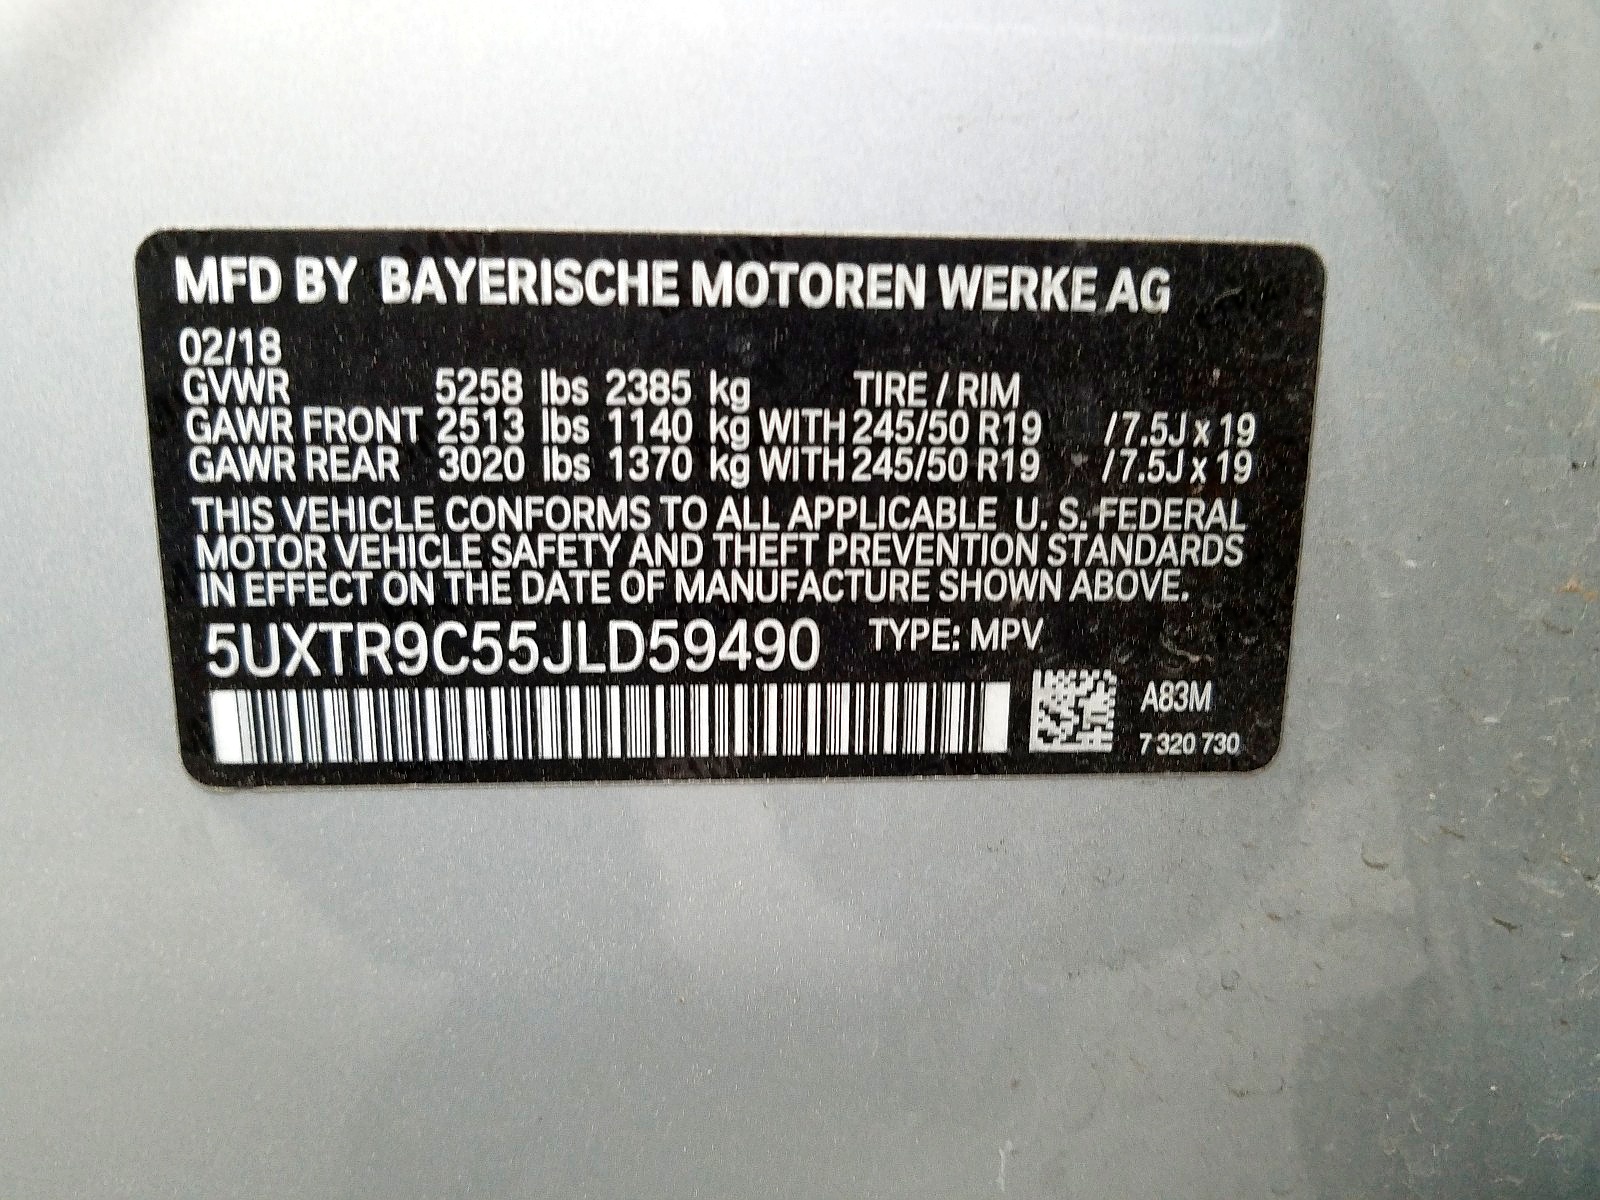 MFD BY BAYERISCHE MOTOREN WERKE AG
02/18
GVWR 5258 lbs 2385 kg TIRE / RIM
GAWR FRONT 2513 lbs 1140 kg WITH 245/50 R19 / 7.5J x 19
GAWR REAR 3020 lbs 1370 kg WITH 245/50 R19 / 7.5J x 19
THIS VEHICLE CONFORMS TO ALL APPLICABLE U. S. FEDERAL
MOTOR VEHICLE SAFETY AND THEFT PREVENTION STANDARDS
IN EFFECT ON THE DATE OF MANUFACTURE SHOWN ABOVE.
5UXTR9C55JLD59490 TYPE: MPV
A83M
7 320 730